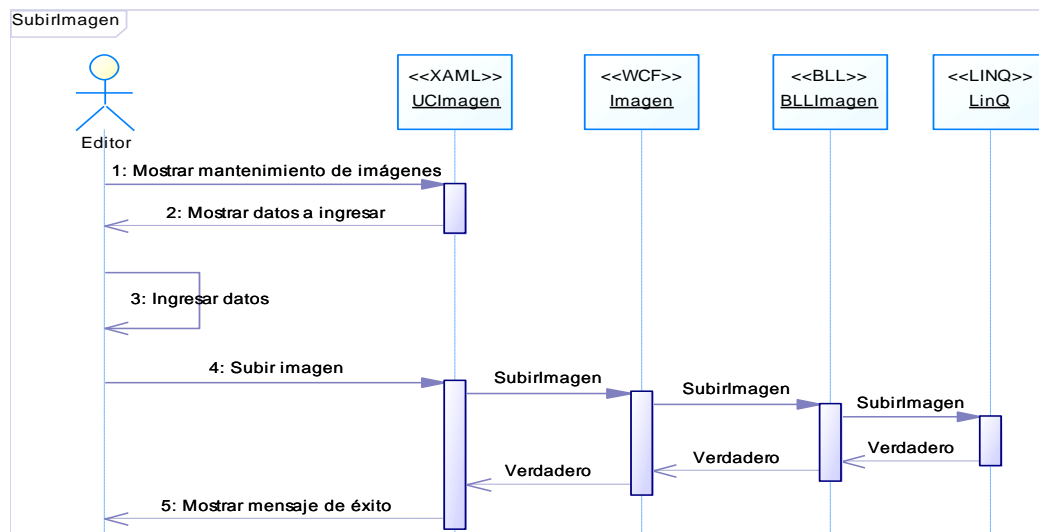 SubirImagen
<<XAML>>
UCImagen
<<WCF>>
Imagen
<<BLL>>
BLLImagen
<<LINQ>>
LinQ
Editor
1: Mostrar mantenimiento de imágenes
2: Mostrar datos a ingresar
3: Ingresar datos
4: Subir imagen
SubirImagen
SubirImagen
SubirImagen
Verdadero
Verdadero
Verdadero
5: Mostrar mensaje de éxito